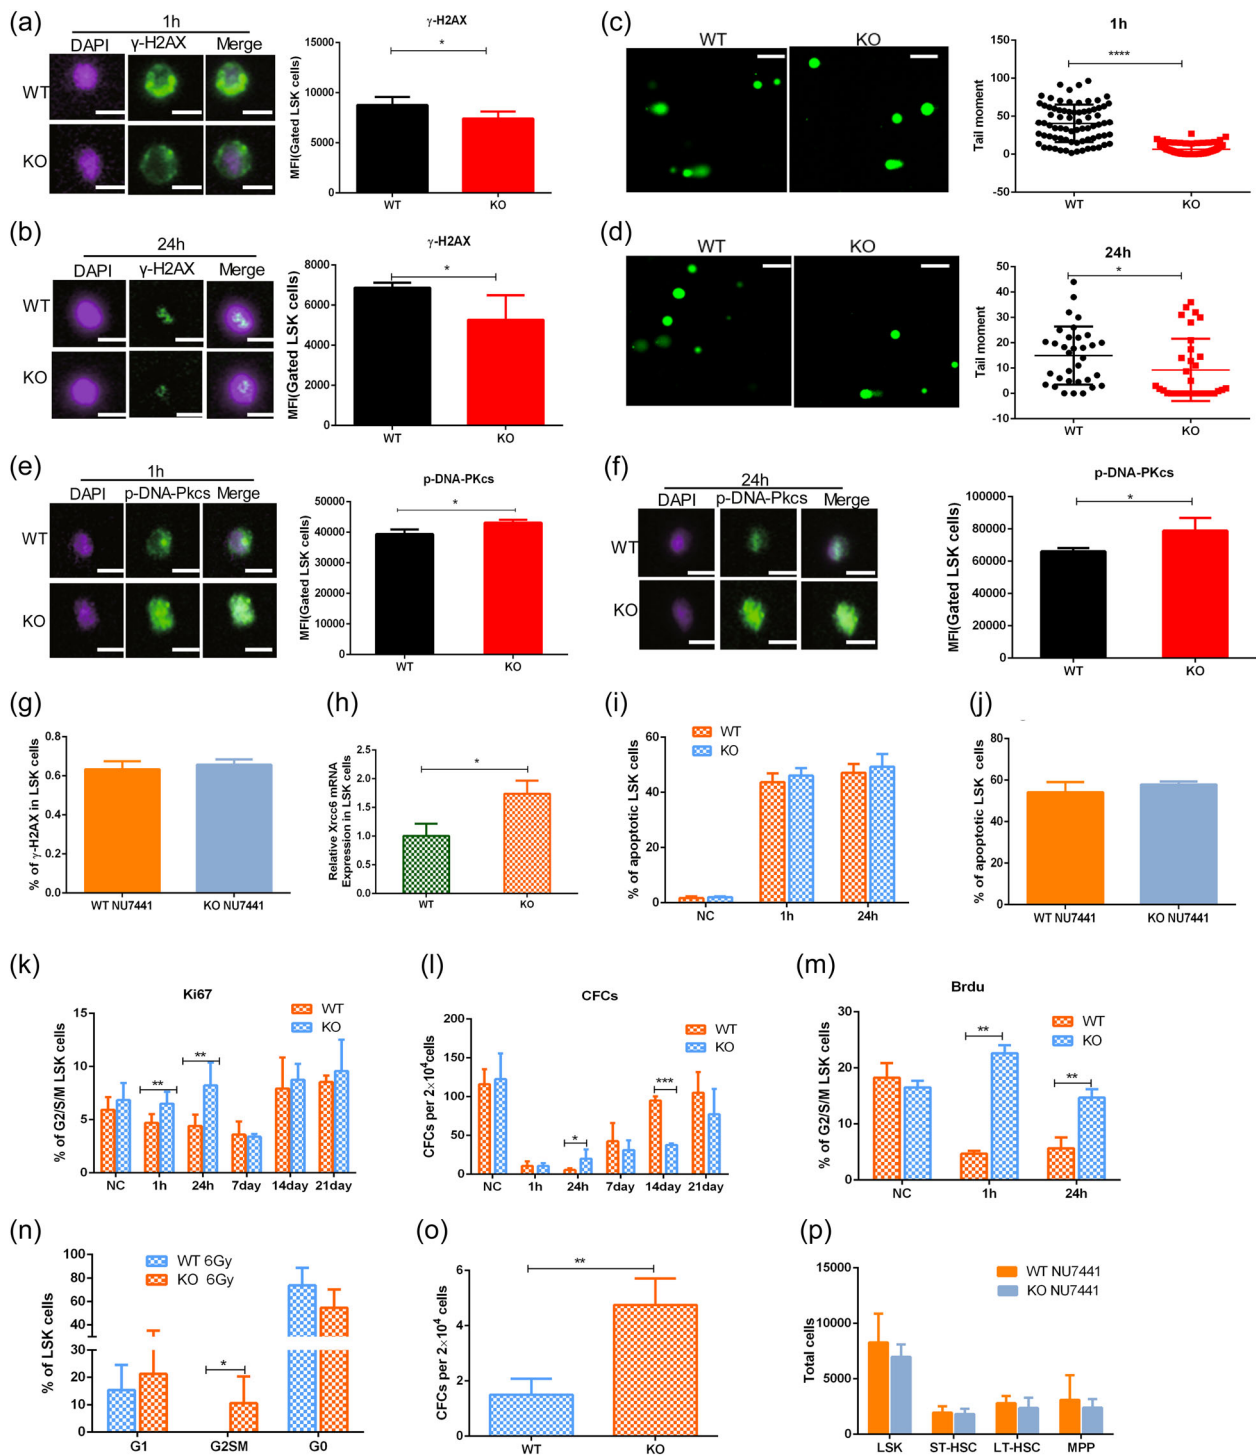 (a)
1h
DAPI γ-H2AX Merge
WT
KO
γ-H2AX
MFI(Gated LSK cells)
15000
10000
5000
0
*
WT KO
(c)
WT KO
1h
Tail moment
150
100
50
0
-50
****
WT KO
(b)
24h
DAPI γ-H2AX Merge
WT
KO
γ-H2AX
MFI(Gated LSK cells)
8000
6000
4000
2000
0
*
WT KO
(d)
WT KO
24h
Tail moment
50
40
30
20
10
0
-10
*
WT KO
(e)
1h
DAPI p-DNA-Pkcs Merge
WT
KO
p-DNA-PKcs
MFI(Gated LSK cells)
50000
40000
30000
20000
10000
0
*
WT KO
(f)
24h
DAPI p-DNA-Pkcs Merge
WT
KO
p-DNA-PKcs
MFI(Gated LSK cells)
100000
80000
60000
40000
20000
0
*
WT KO
(g)
% of γ-H2AX in LSK cells
0.8
0.6
0.4
0.2
0.0
WT NU7441 KO NU7441
(h)
Relative Xrcc6 mRNA
Expression in LSK cells
2.5
2.0
1.5
1.0
0.5
0.0
*
WT KO
(i)
WT
KO
% of apoptotic LSK cells
60
40
20
0
NC 1h 24h
(j)
% of apoptotic LSK cells
80
60
40
20
0
WT NU7441 KO NU7441
(k)
Ki67
WT
KO
% of G2/S/M LSK cells
15
10
5
0
** **
NC 1h 24h 7day 14day 21day
(l)
CFCs
WT
KO
CFCs per 2×10⁴cells
200
150
100
50
0
* ***
NC 1h 24h 7day 14day 21day
(m)
Brdu
WT
KO
% of G2/S/M LSK cells
30
20
10
0
** **
NC 1h 24h
(n)
WT 6Gy
KO 6Gy
% of LSK cells
100
80
60
40
30
20
10
0
*
G1 G2SM G0
(o)
CFCs per 2×10⁴ cells
6
4
2
0
**
WT KO
(p)
WT NU7441
KO NU7441
Total cells
15000
10000
5000
0
LSK ST-HSC LT-HSC MPP